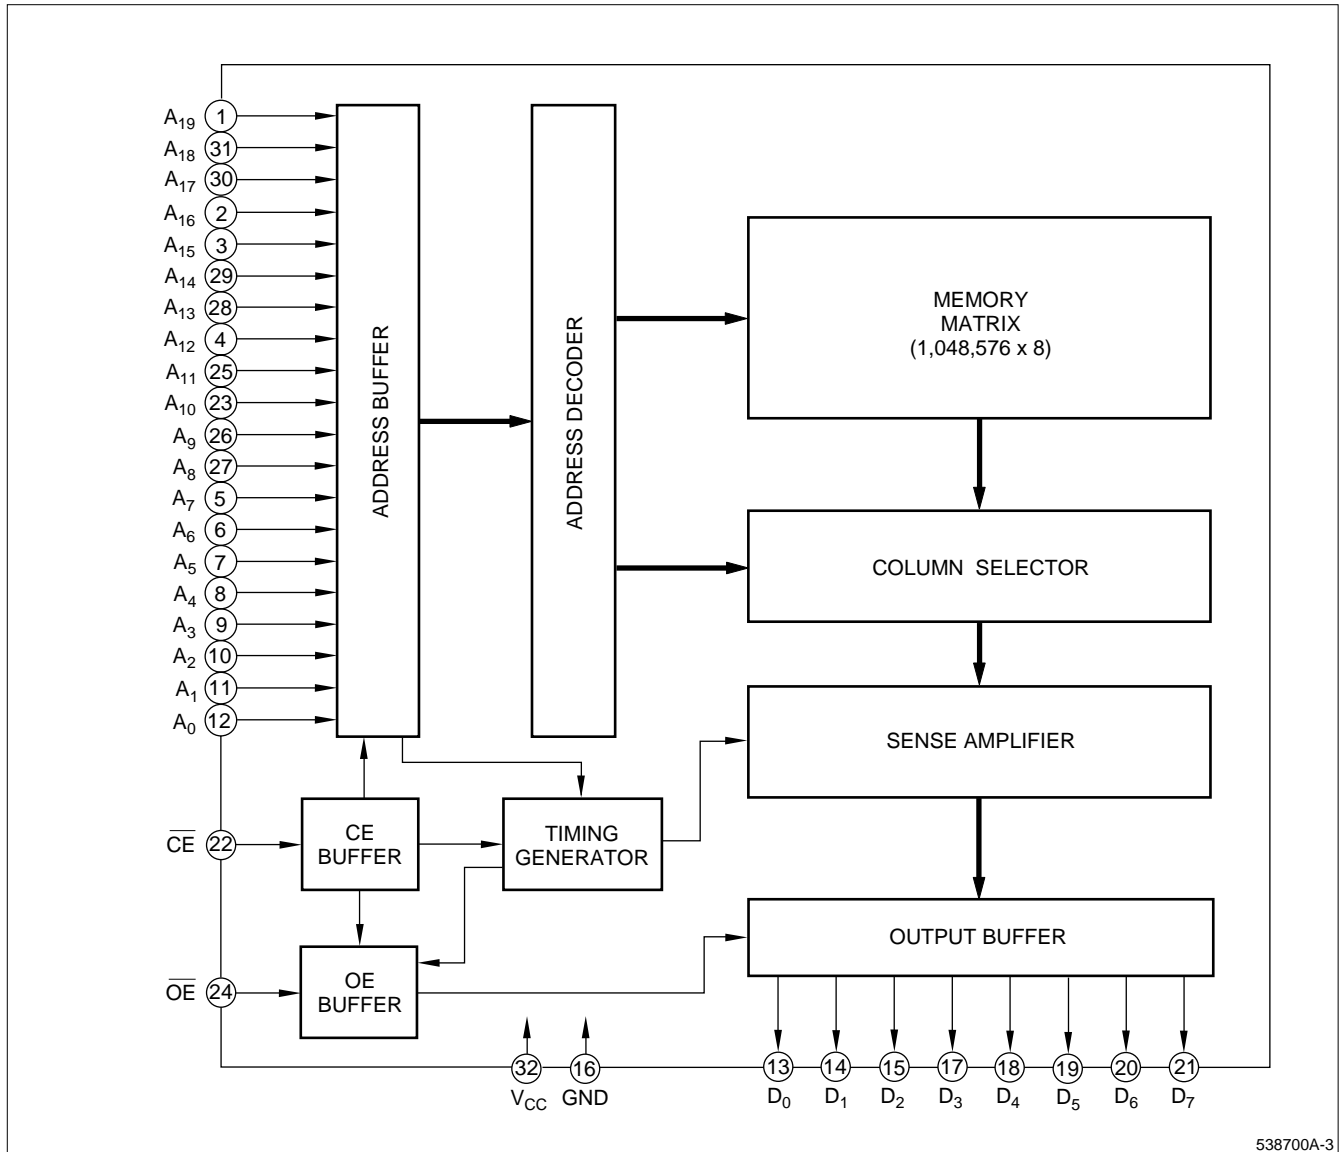 A19 1
A18 31
A17 30
A16 2
A15 3
A14 29
A13 28
A12 4
A11 25
A10 23
A9 26
A8 27
A7 5
A6 6
A5 7
A4 8
A3 9
A2 10
A1 11
A0 12
ADDRESS BUFFER
ADDRESS DECODER
MEMORY
MATRIX
(1,048,576 x 8)
COLUMN SELECTOR
SENSE AMPLIFIER
C̅E̅ 22
CE
BUFFER
TIMING
GENERATOR
OUTPUT BUFFER
O̅E̅ 24
OE
BUFFER
32 16 13 14 15 17 18 19 20 21
VCC GND D0 D1 D2 D3 D4 D5 D6 D7
538700A-3